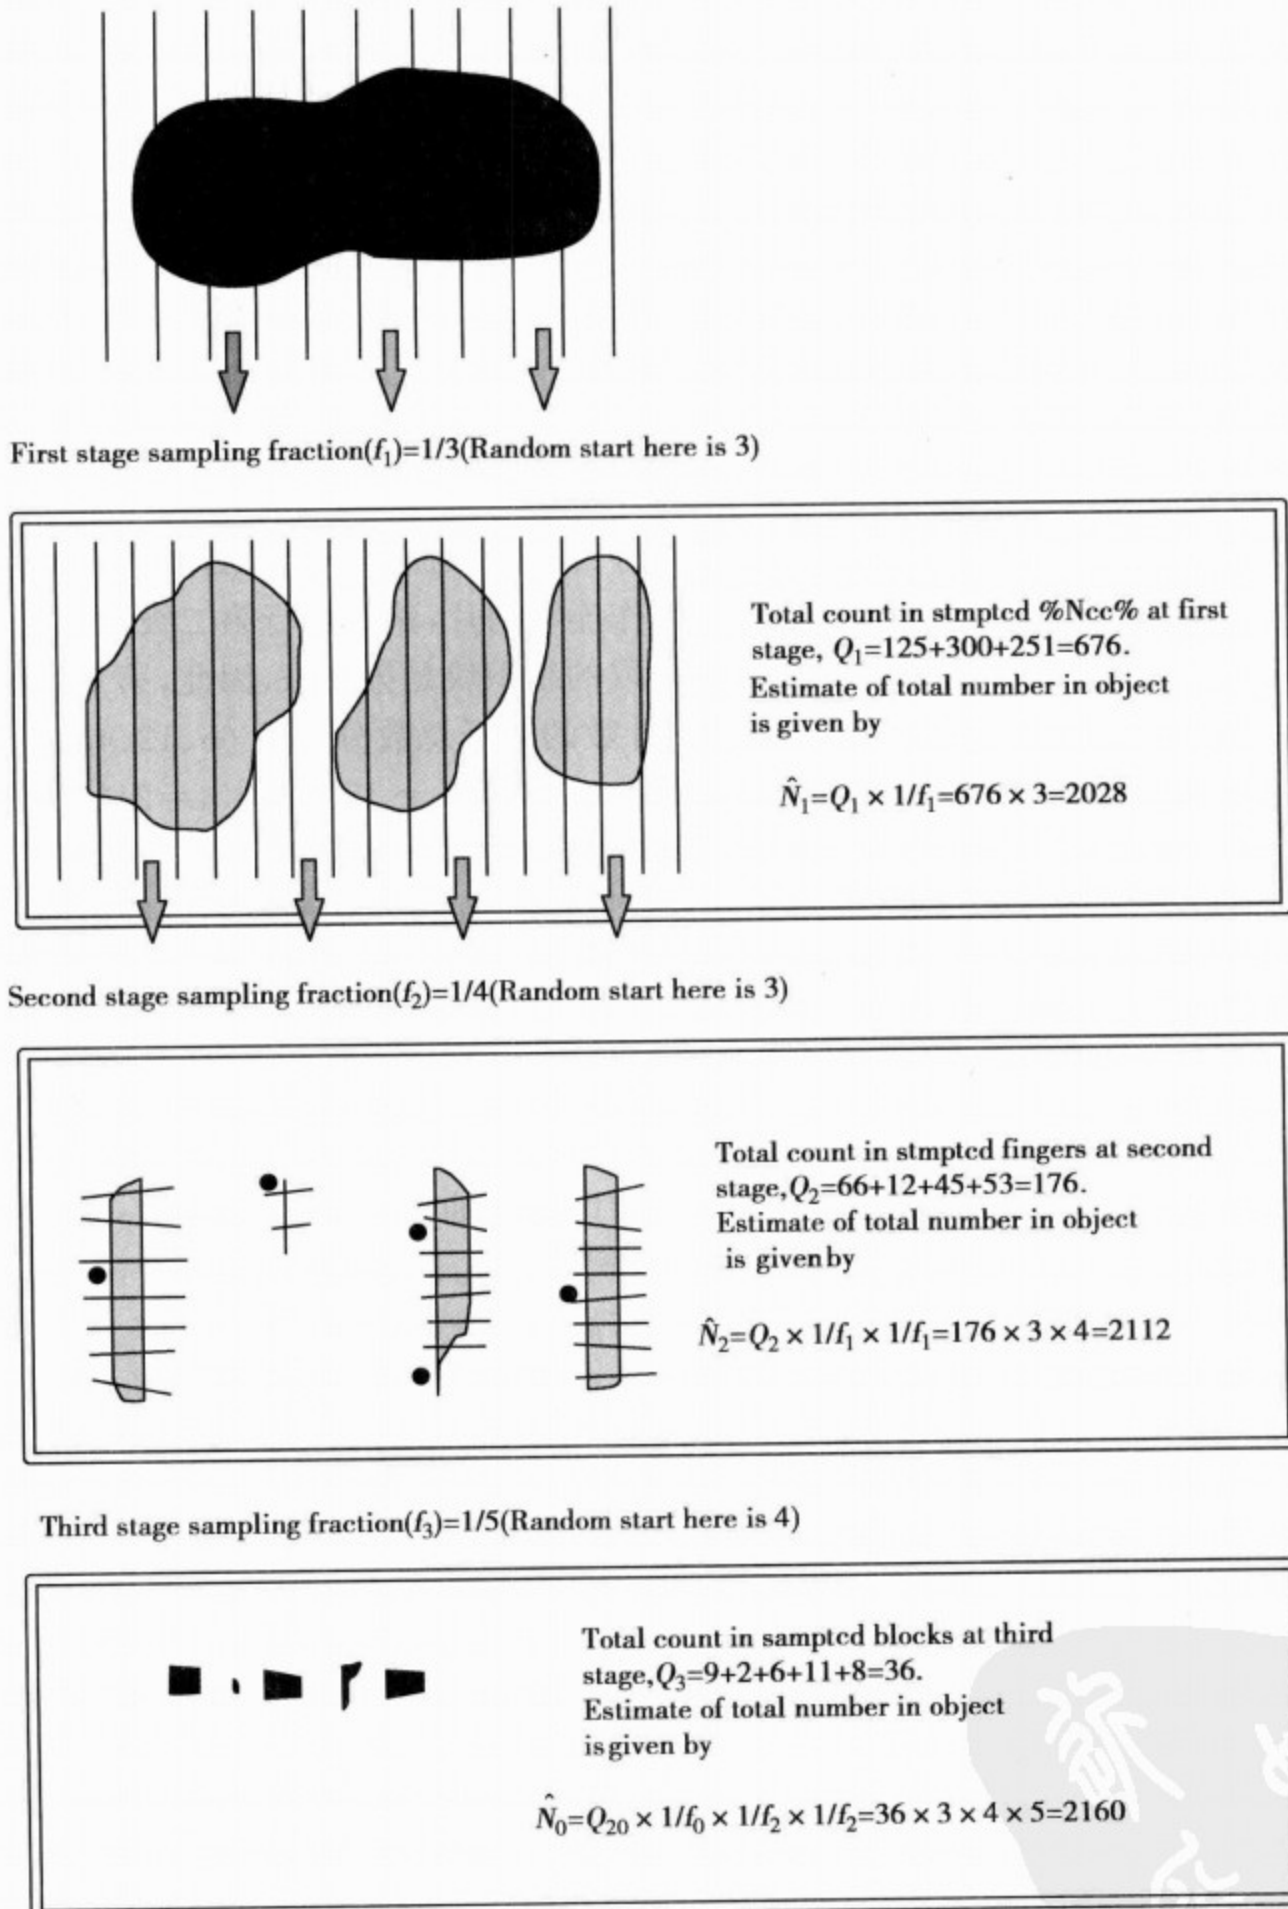 First stage sampling fraction(f₁)=1/3(Random start here is 3)
Total count in stmptcd %Ncc% at first
stage, Q₁=125+300+251=676.
Estimate of total number in object
is given by
N̂₁=Q₁ × 1/f₁=676 × 3=2028
Second stage sampling fraction(f₂)=1/4(Random start here is 3)
Total count in stmptcd fingers at second
stage,Q₂=66+12+45+53=176.
Estimate of total number in object
is given by
N̂₂=Q₂ × 1/f₁ × 1/f₁=176 × 3 × 4=2112
Third stage sampling fraction(f₃)=1/5(Random start here is 4)
Total count in samptcd blocks at third
stage,Q₃=9+2+6+11+8=36.
Estimate of total number in object
is given by
N̂₀=Q₂₀ × 1/f₀ × 1/f₂ × 1/f₂=36 × 3 × 4 × 5=2160